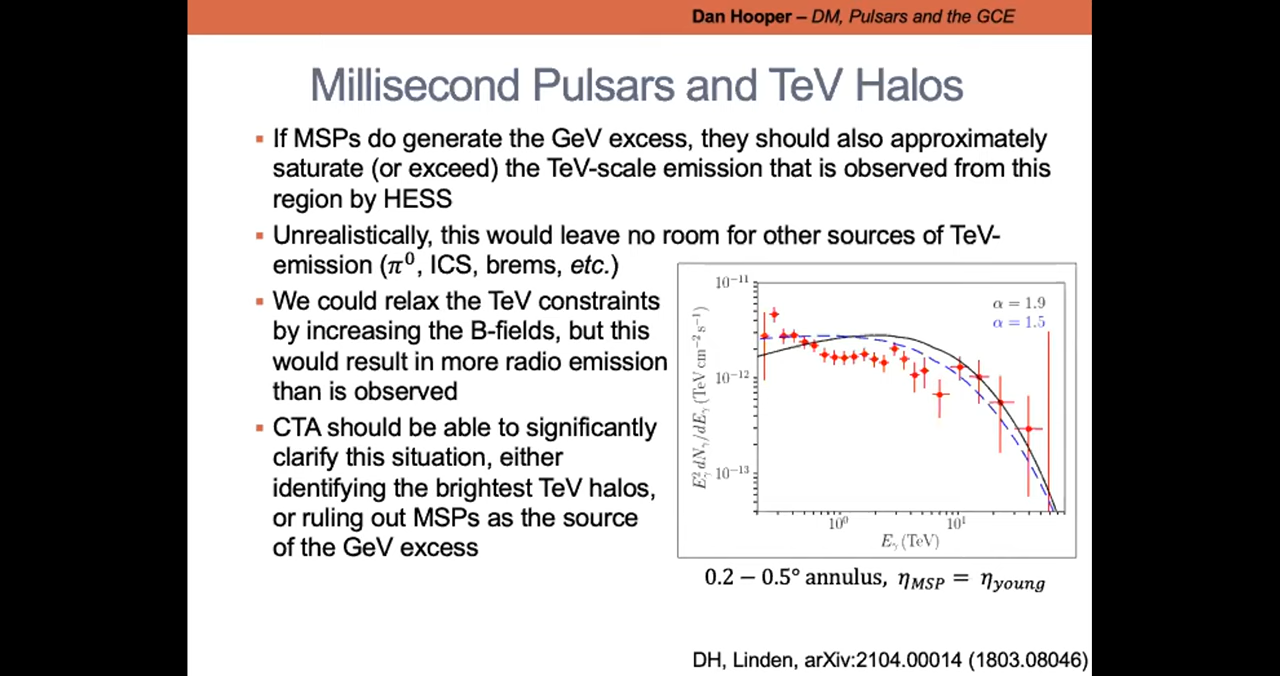 Dan Hooper – DM, Pulsars and the GCE
Millisecond Pulsars and TeV Halos
▪ If MSPs do generate the GeV excess, they should also approximately
saturate (or exceed) the TeV-scale emission that is observed from this
region by HESS
▪ Unrealistically, this would leave no room for other sources of TeV-
emission (π⁰, ICS, brems, etc.)
▪ We could relax the TeV constraints
by increasing the B-fields, but this
would result in more radio emission
than is observed
▪ CTA should be able to significantly
clarify this situation, either
identifying the brightest TeV halos,
or ruling out MSPs as the source
of the GeV excess
10⁻¹¹
α = 1.9
α = 1.5
10⁻¹²
10⁻¹³
E²ᵧ dNᵧ/dEᵧ (TeV cm⁻² s⁻¹)
10⁰ 10¹
Eᵧ (TeV)
0.2 – 0.5° annulus, η_MSP = η_young
DH, Linden, arXiv:2104.00014 (1803.08046)